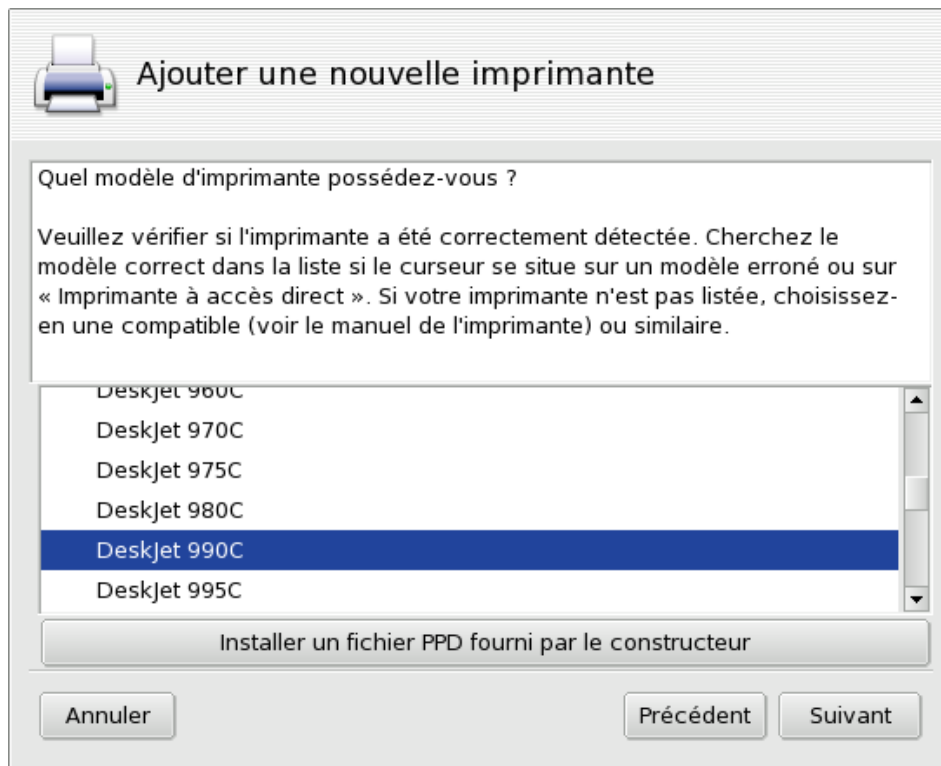 Ajouter une nouvelle imprimante
Quel modèle d'imprimante possédez-vous ?
Veuillez vérifier si l'imprimante a été correctement détectée. Cherchez le
modèle correct dans la liste si le curseur se situe sur un modèle erroné ou sur
« Imprimante à accès direct ». Si votre imprimante n'est pas listée, choisissez-
en une compatible (voir le manuel de l'imprimante) ou similaire.
DeskJet 960C
DeskJet 970C
DeskJet 975C
DeskJet 980C
DeskJet 990C
DeskJet 995C
Installer un fichier PPD fourni par le constructeur
Annuler
Précédent
Suivant